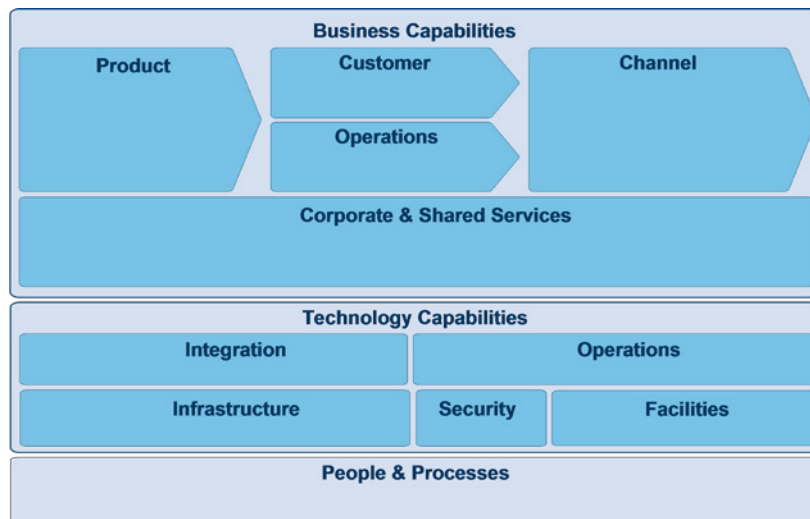 Business Capabilities
Product
Customer
Channel
Operations
Corporate & Shared Services
Technology Capabilities
Integration
Operations
Infrastructure
Security
Facilities
People & Processes